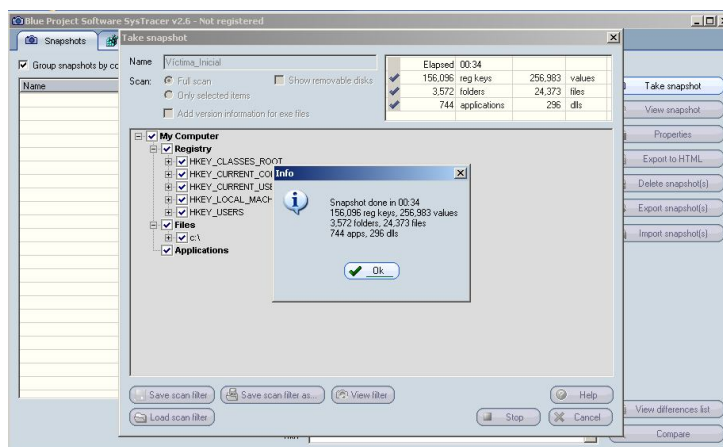 Blue Project Software SysTracer v2.6 - Not registered
Snapshots
Group snapshots by co
Name
Take snapshot
Name Víctima_Inicial
Scan: Full scan Show removable disks
Only selected items
Add version information for exe files
Elapsed 00:34
156,096 reg keys 256,983 values
3,572 folders 24,373 files
744 applications 296 dlls
My Computer
Registry
HKEY_CLASSES_ROOT
HKEY_CURRENT_CO
HKEY_CURRENT_USE
HKEY_LOCAL_MACH
HKEY_USERS
Files
c:\
Applications
Info
Snapshot done in 00:34
156,096 reg keys, 256,983 values
3,572 folders, 24,373 files
744 apps, 296 dlls
Ok
Save scan filter Save scan filter as... View filter Help
Load scan filter Stop Cancel
Take snapshot
View snapshot
Properties
Export to HTML
Delete snapshot(s)
Export snapshot(s)
Import snapshot(s)
View differences list
Compare